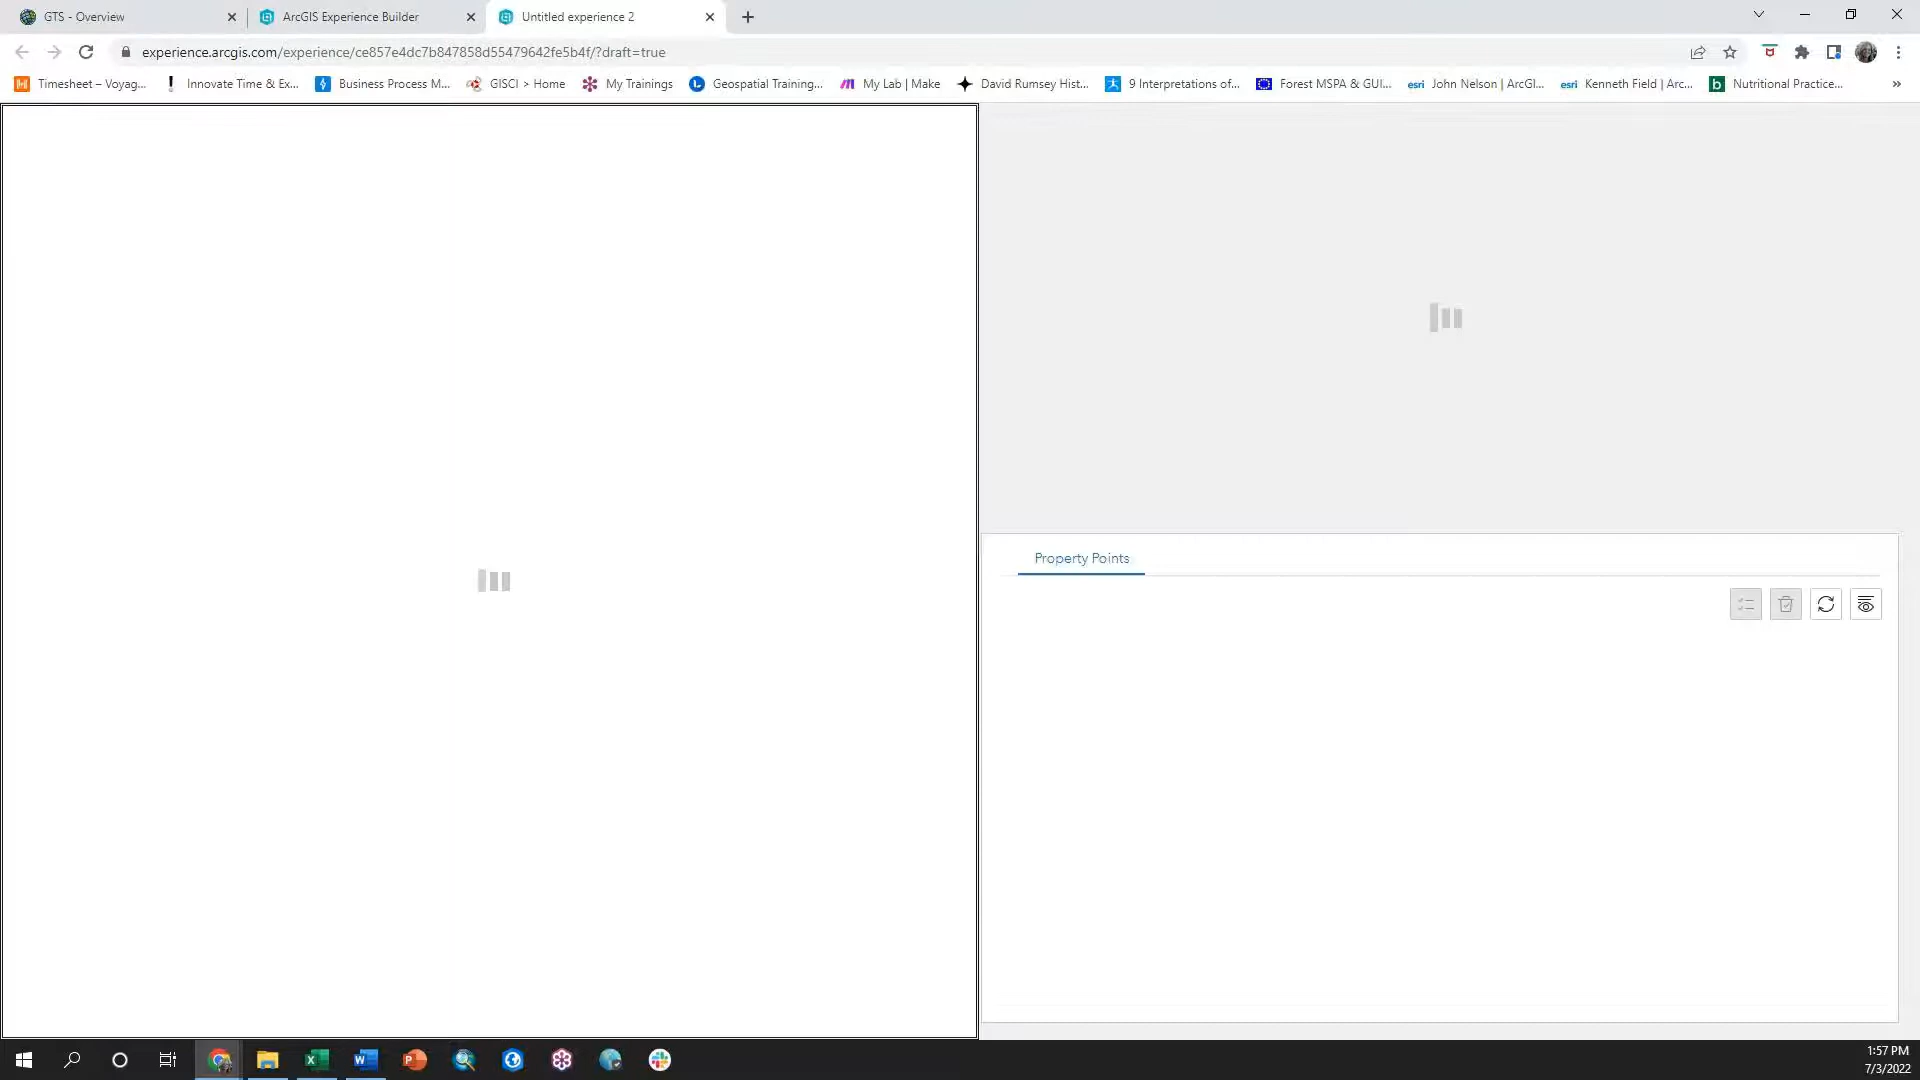 GTS - Overview
ArcGIS Experience Builder
Untitled experience 2
experience.arcgis.com/experience/ce857e4dc7b847858d55479642fe5b4f/?draft=true
Timesheet – Voyag...
Innovate Time & Ex...
Business Process M...
GISCI > Home
My Trainings
Geospatial Training...
My Lab | Make
David Rumsey Hist...
9 Interpretations of...
Forest MSPA & GUI...
esri John Nelson | ArcGI...
esri Kenneth Field | Arc...
b Nutritional Practice...
»
Property Points
1:57 PM
7/3/2022